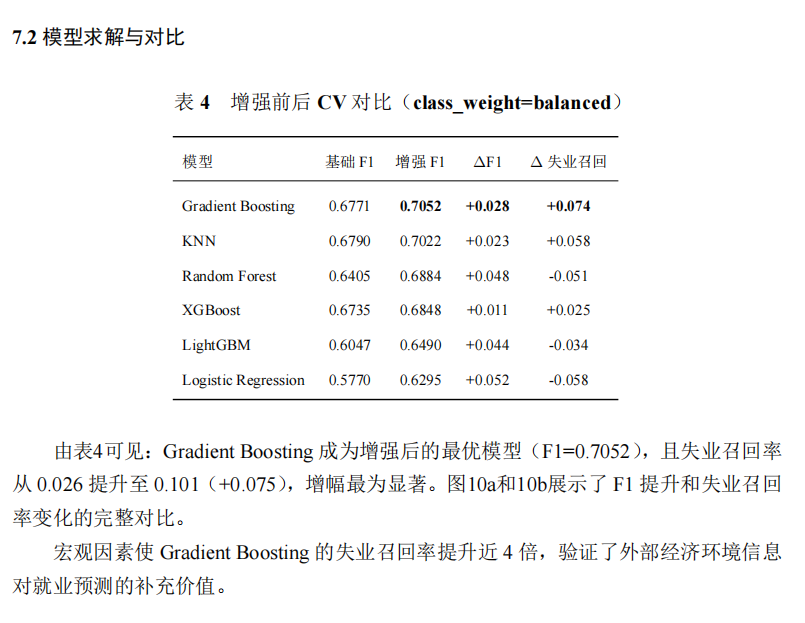 7.2 模型求解与对比
表 4 增强前后 CV 对比（class_weight=balanced）
模型 基础 F1 增强 F1 ΔF1 Δ 失业召回
Gradient Boosting 0.6771 0.7052 +0.028 +0.074
KNN 0.6790 0.7022 +0.023 +0.058
Random Forest 0.6405 0.6884 +0.048 -0.051
XGBoost 0.6735 0.6848 +0.011 +0.025
LightGBM 0.6047 0.6490 +0.044 -0.034
Logistic Regression 0.5770 0.6295 +0.052 -0.058
由表4可见：Gradient Boosting 成为增强后的最优模型（F1=0.7052），且失业召回率
从 0.026 提升至 0.101（+0.075），增幅最为显著。图10a和10b展示了 F1 提升和失业召回
率变化的完整对比。
宏观因素使 Gradient Boosting 的失业召回率提升近 4 倍，验证了外部经济环境信息
对就业预测的补充价值。